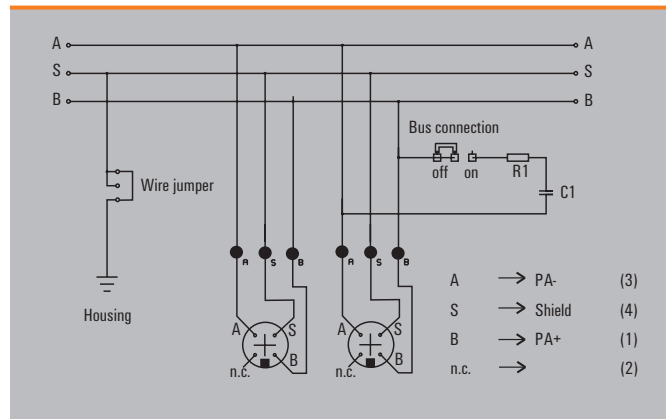 A A
S S
B B
Bus connection
off on R1
C1
Wire jumper
A S B A S B
Housing
A → PA- (3)
S → Shield (4)
B → PA+ (1)
n.c. → (2)
A S A S
B B
n.c. n.c.